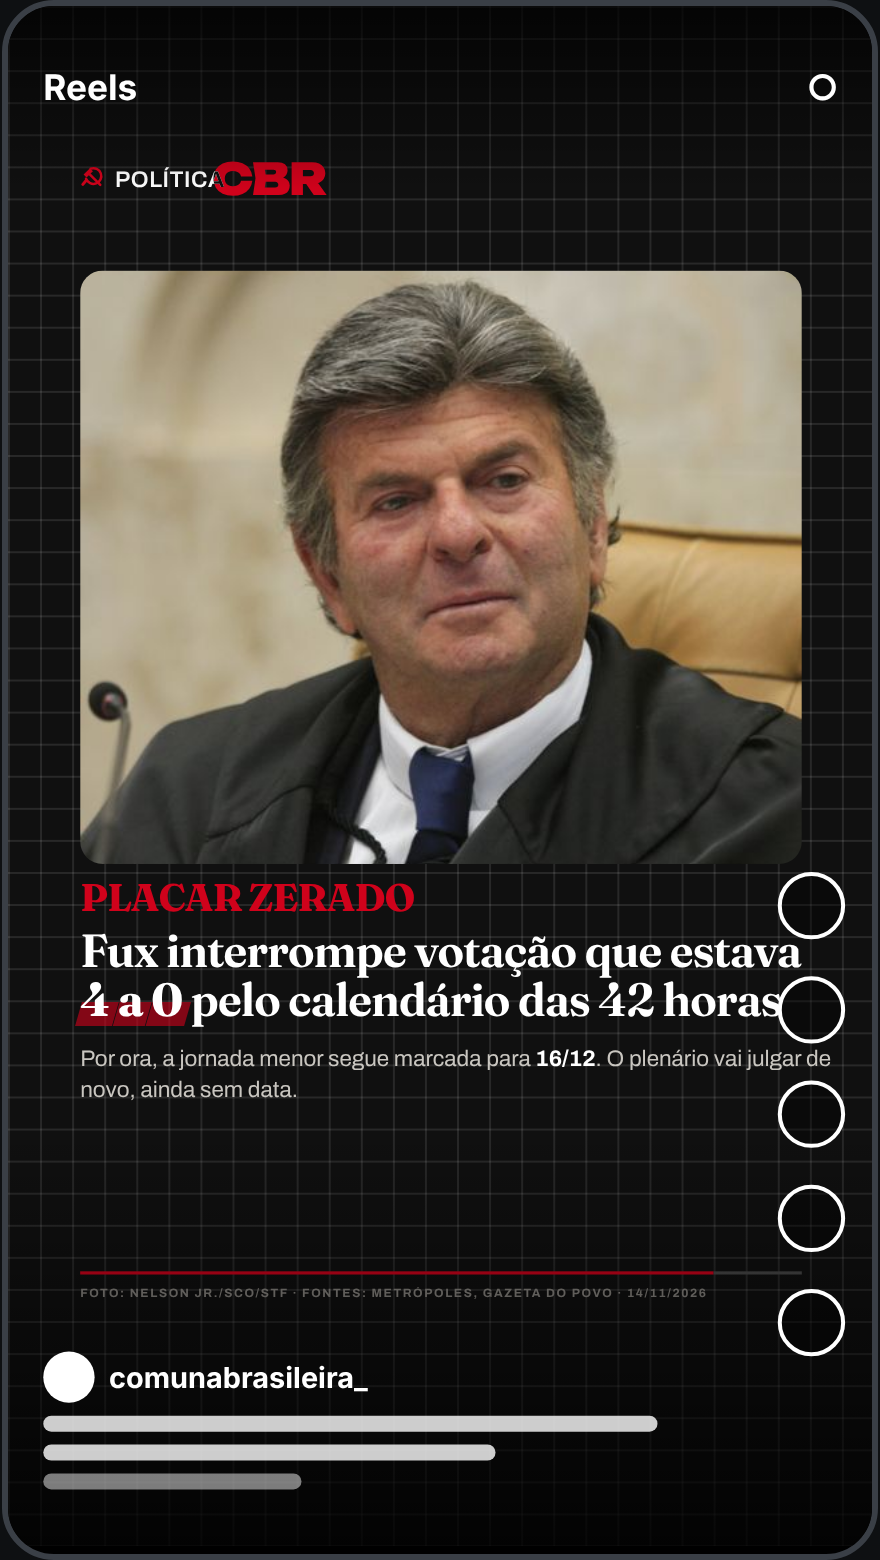 Reels
POLÍTICA CBR
PLACAR ZERADO
Fux interrompe votação que estava
4 a 0 pelo calendário das 42 horas
Por ora, a jornada menor segue marcada para 16/12. O plenário vai julgar de
novo, ainda sem data.
FOTO: NELSON JR./SCO/STF · FONTES: METRÓPOLES, GAZETA DO POVO · 14/11/2026
comunabrasileira_